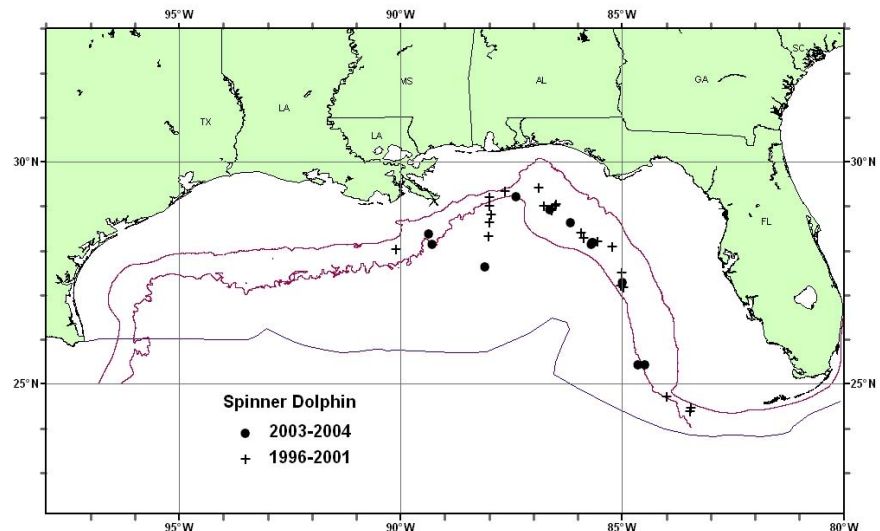 95°W 90°W 85°W 80°W
SC
MS AL GA
TX LA
LA
30°N 30°N
FL
25°N 25°N
Spinner Dolphin
2003-2004
1996-2001
95°W 90°W 85°W 80°W